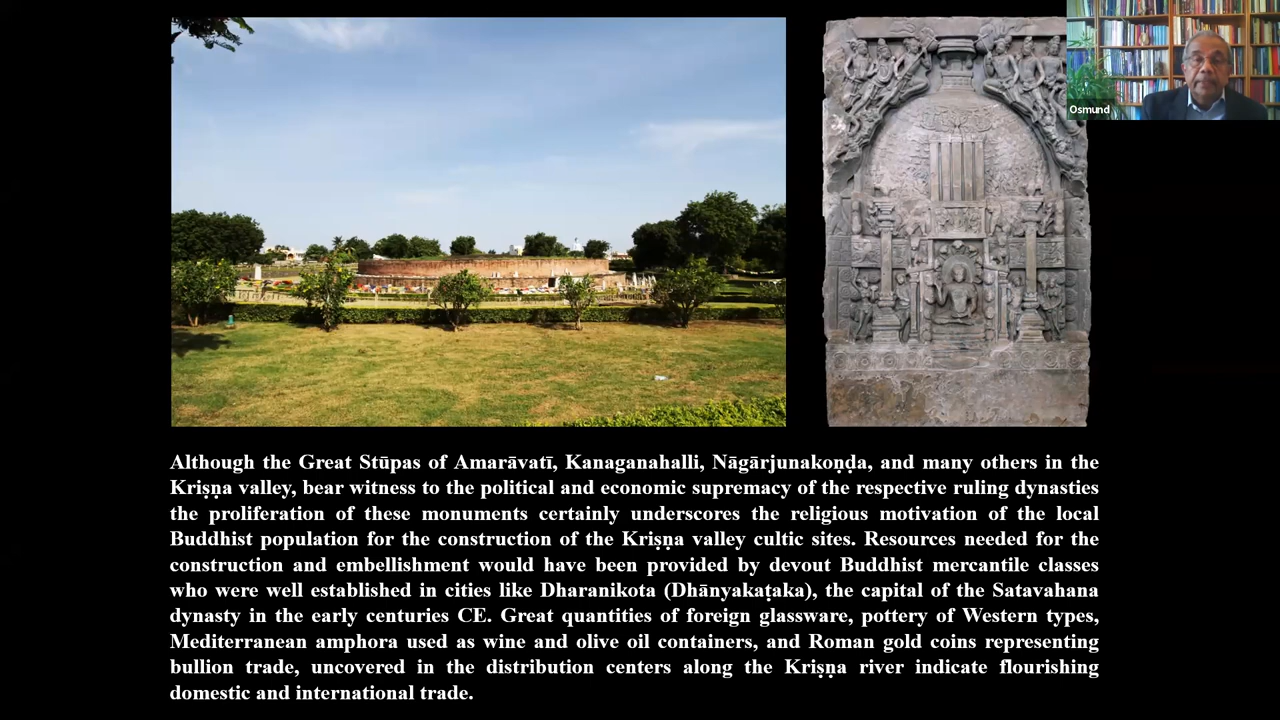 Osmund
Although the Great Stūpas of Amarāvatī, Kanaganahalli, Nāgārjunakoṇḍa, and many others in the
Kriṣṇa valley, bear witness to the political and economic supremacy of the respective ruling dynasties
the proliferation of these monuments certainly underscores the religious motivation of the local
Buddhist population for the construction of the Kriṣṇa valley cultic sites. Resources needed for the
construction and embellishment would have been provided by devout Buddhist mercantile classes
who were well established in cities like Dharanikota (Dhānyakaṭaka), the capital of the Satavahana
dynasty in the early centuries CE. Great quantities of foreign glassware, pottery of Western types,
Mediterranean amphora used as wine and olive oil containers, and Roman gold coins representing
bullion trade, uncovered in the distribution centers along the Kriṣṇa river indicate flourishing
domestic and international trade.